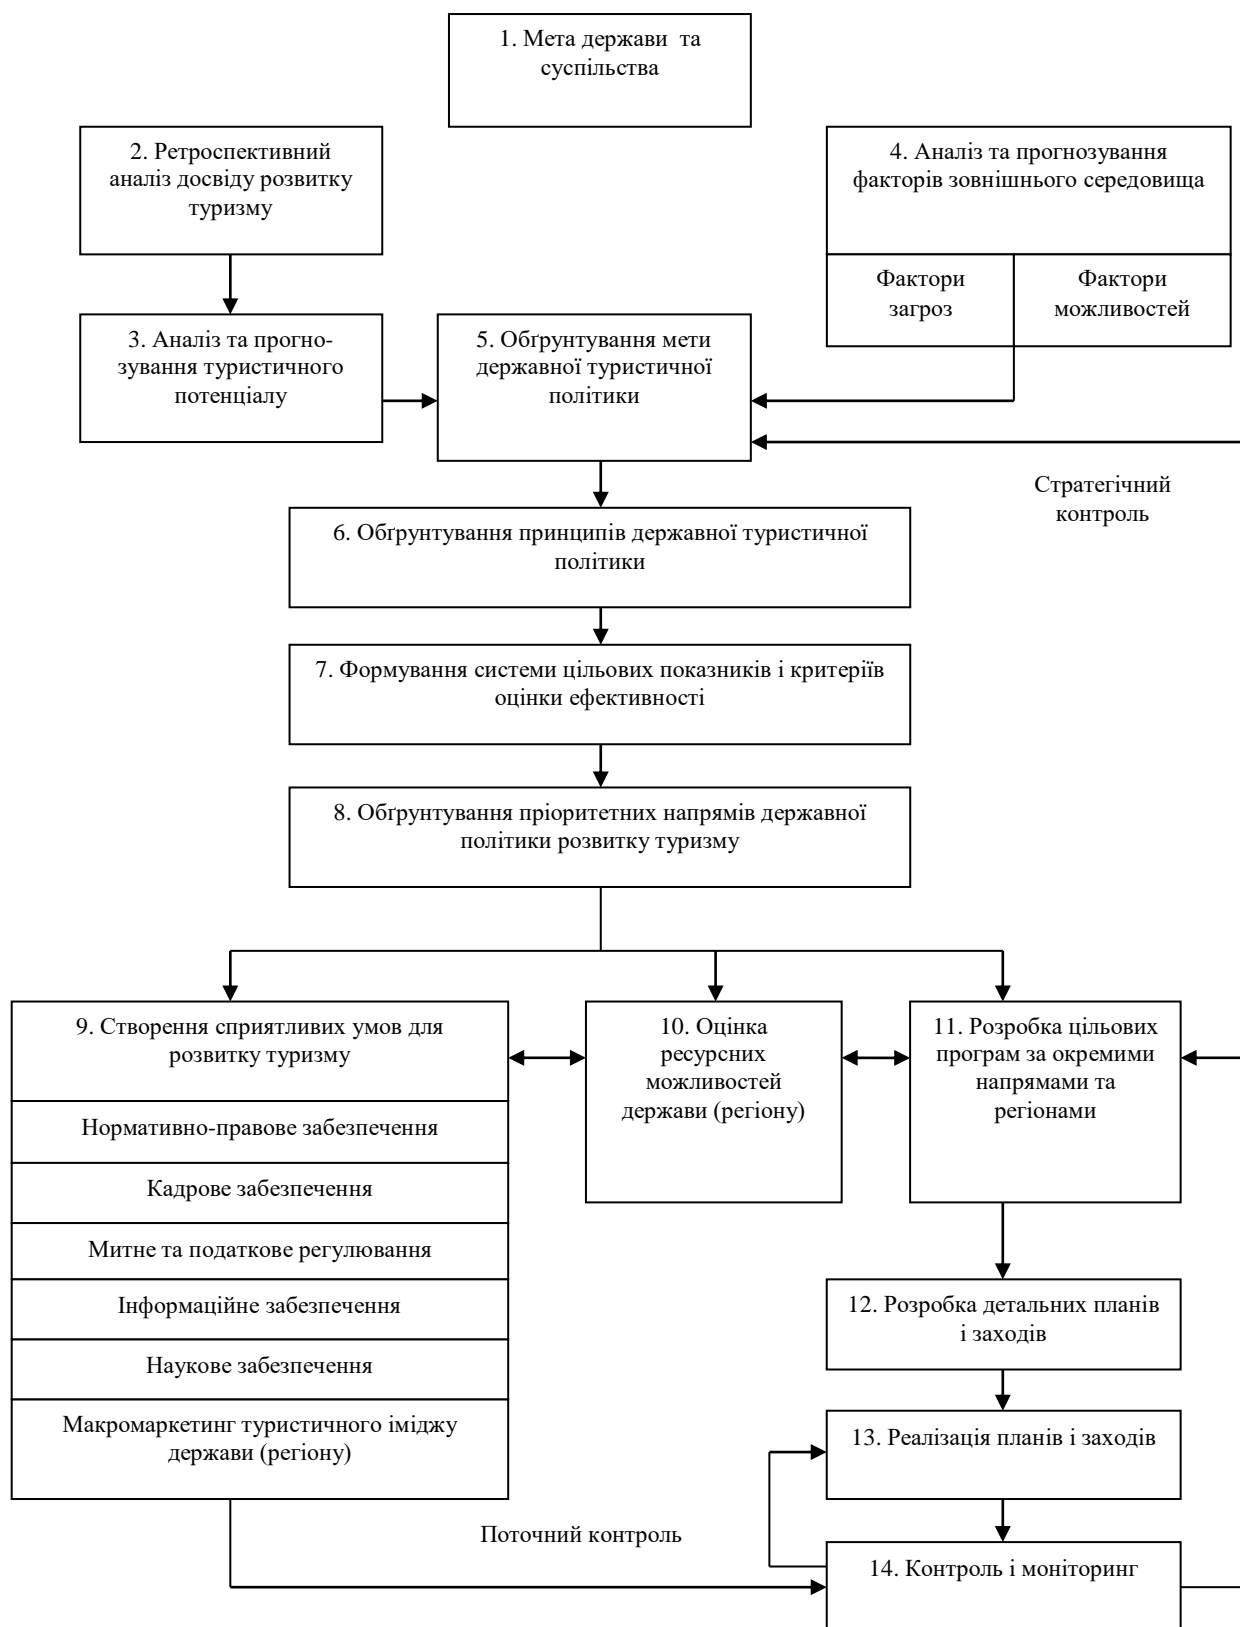 1. Мета держави та
суспільства
2. Ретроспективний
аналіз досвіду розвитку
туризму
4. Аналіз та прогнозування
факторів зовнішнього середовища
Фактори
загроз
Фактори
можливостей
3. Аналіз та прогно-
зування туристичного
потенціалу
5. Обґрунтування мети
державної туристичної
політики
Стратегічний
контроль
6. Обґрунтування принципів державної туристичної
політики
7. Формування системи цільових показників і критеріїв
оцінки ефективності
8. Обґрунтування пріоритетних напрямів державної
політики розвитку туризму
9. Створення сприятливих умов для
розвитку туризму
Нормативно-правове забезпечення
Кадрове забезпечення
Митне та податкове регулювання
Інформаційне забезпечення
Наукове забезпечення
Макромаркетинг туристичного іміджу
держави (регіону)
10. Оцінка
ресурсних
можливостей
держави (регіону)
11. Розробка цільових
програм за окремими
напрямами та
регіонами
12. Розробка детальних планів
і заходів
13. Реалізація планів і заходів
Поточний контроль
14. Контроль і моніторинг